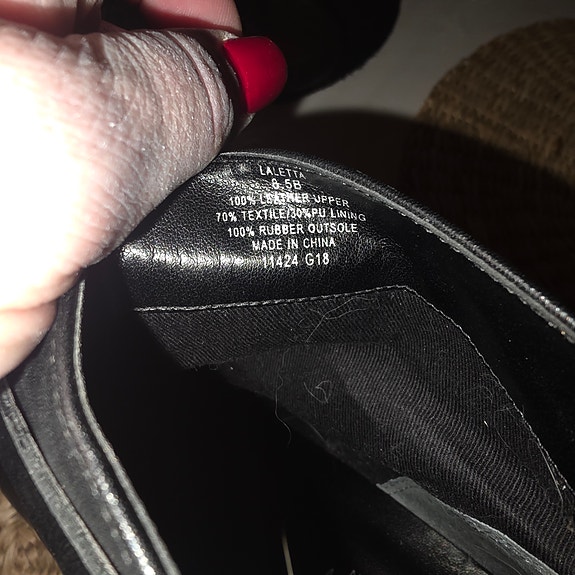 LALETTA
6.5B
100% LEATHER UPPER
70% TEXTILE/30%PU LINING
100% RUBBER OUTSOLE
MADE IN CHINA
11424 G18